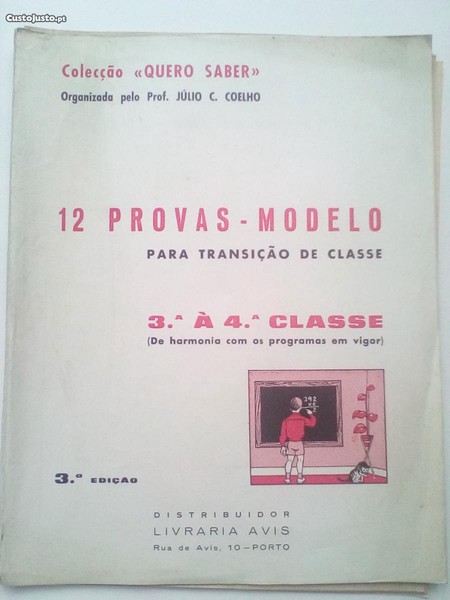 CustoJusto.pt
Colecção «QUERO SABER»
Organizada pelo Prof. JÚLIO C. COELHO
12 PROVAS - MODELO
PARA TRANSIÇÃO DE CLASSE
3.ª À 4.ª CLASSE
(De harmonia com os programas em vigor)
392
3.ª EDIÇÃO
DISTRIBUIDOR
LIVRARIA AVIS
Rua de Avis, 10 — PORTO